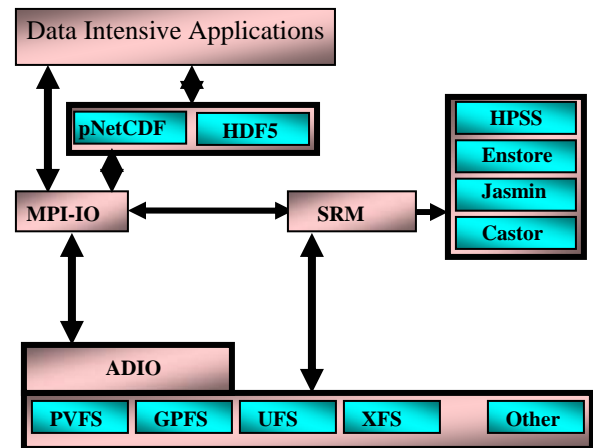 Data Intensive Applications
pNetCDF
HDF5
HPSS
Enstore
Jasmin
Castor
MPI-IO
SRM
ADIO
PVFS
GPFS
UFS
XFS
Other